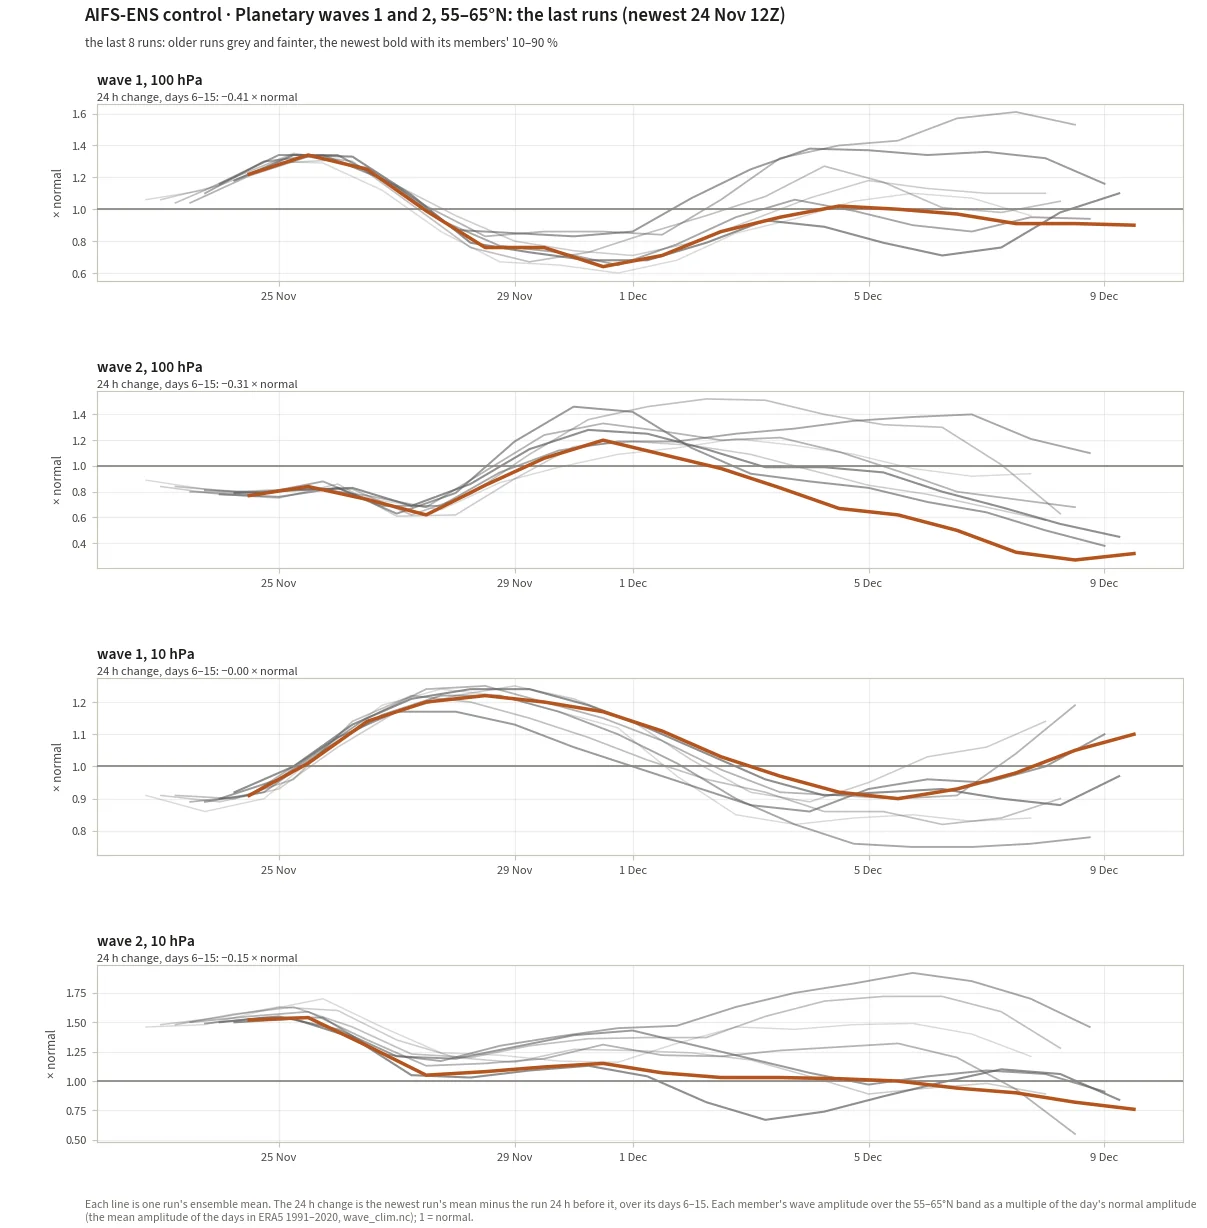 AIFS-ENS control · Planetary waves 1 and 2, 55–65°N: the last runs (newest 24 Nov 12Z)
the last 8 runs: older runs grey and fainter, the newest bold with its members' 10–90 %
wave 1, 100 hPa
24 h change, days 6–15: −0.41 × normal
× normal
1.6
1.4
1.2
1.0
0.8
0.6
25 Nov
29 Nov
1 Dec
5 Dec
9 Dec
wave 2, 100 hPa
24 h change, days 6–15: −0.31 × normal
× normal
1.4
1.2
1.0
0.8
0.6
0.4
25 Nov
29 Nov
1 Dec
5 Dec
9 Dec
wave 1, 10 hPa
24 h change, days 6–15: −0.00 × normal
× normal
1.2
1.1
1.0
0.9
0.8
25 Nov
29 Nov
1 Dec
5 Dec
9 Dec
wave 2, 10 hPa
24 h change, days 6–15: −0.15 × normal
× normal
1.75
1.50
1.25
1.00
0.75
0.50
25 Nov
29 Nov
1 Dec
5 Dec
9 Dec
Each line is one run's ensemble mean. The 24 h change is the newest run's mean minus the run 24 h before it, over its days 6–15. Each member's wave amplitude over the 55–65°N band as a multiple of the day's normal amplitude
(the mean amplitude of the days in ERA5 1991–2020, wave_clim.nc); 1 = normal.